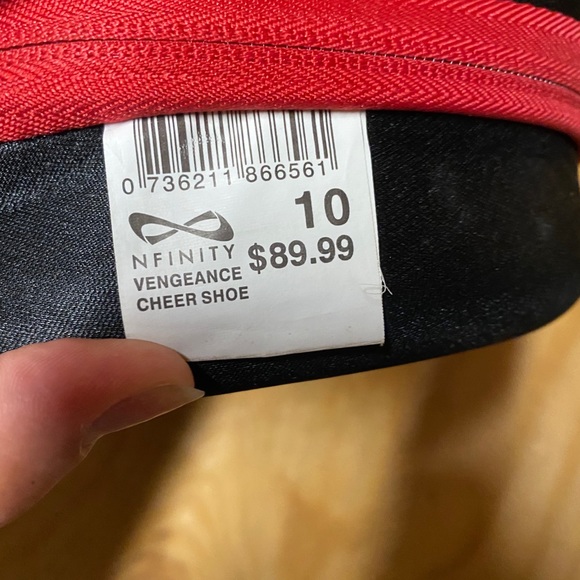 0 736211 866561
10
NFINITY
$89.99
VENGEANCE
CHEER SHOE